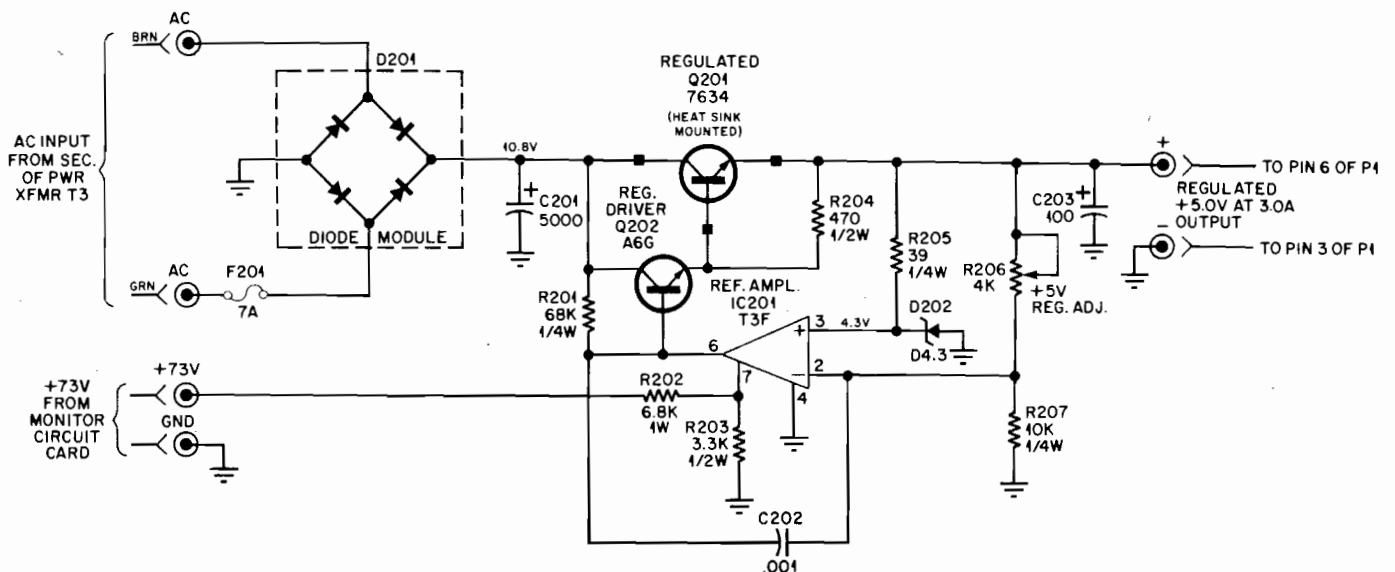 AC
BRN
D201
AC INPUT
FROM SEC.
OF PWR
XFMR T3
DIODE MODULE
AC
GRN
F201
7A
10.8V
+
C201
5000
REGULATED
Q201
7634
(HEAT SINK
MOUNTED)
REG.
DRIVER
Q202
A6G
R201
68K
1/4W
R204
470
1/2W
R205
39
1/4W
REF. AMPL.
IC201
T3F
3
4.3V
+
D202
D4.3
6
2
−
7
4
R206
4K
+5V
REG. ADJ.
C203
+
100
+
TO PIN 6 OF P1
REGULATED
+5.0V AT 3.0A
OUTPUT
−
TO PIN 3 OF P1
+73V
FROM
MONITOR
CIRCUIT
CARD
+73V
GND
R202
6.8K
1W
R203
3.3K
1/2W
R207
10K
1/4W
C202
.001